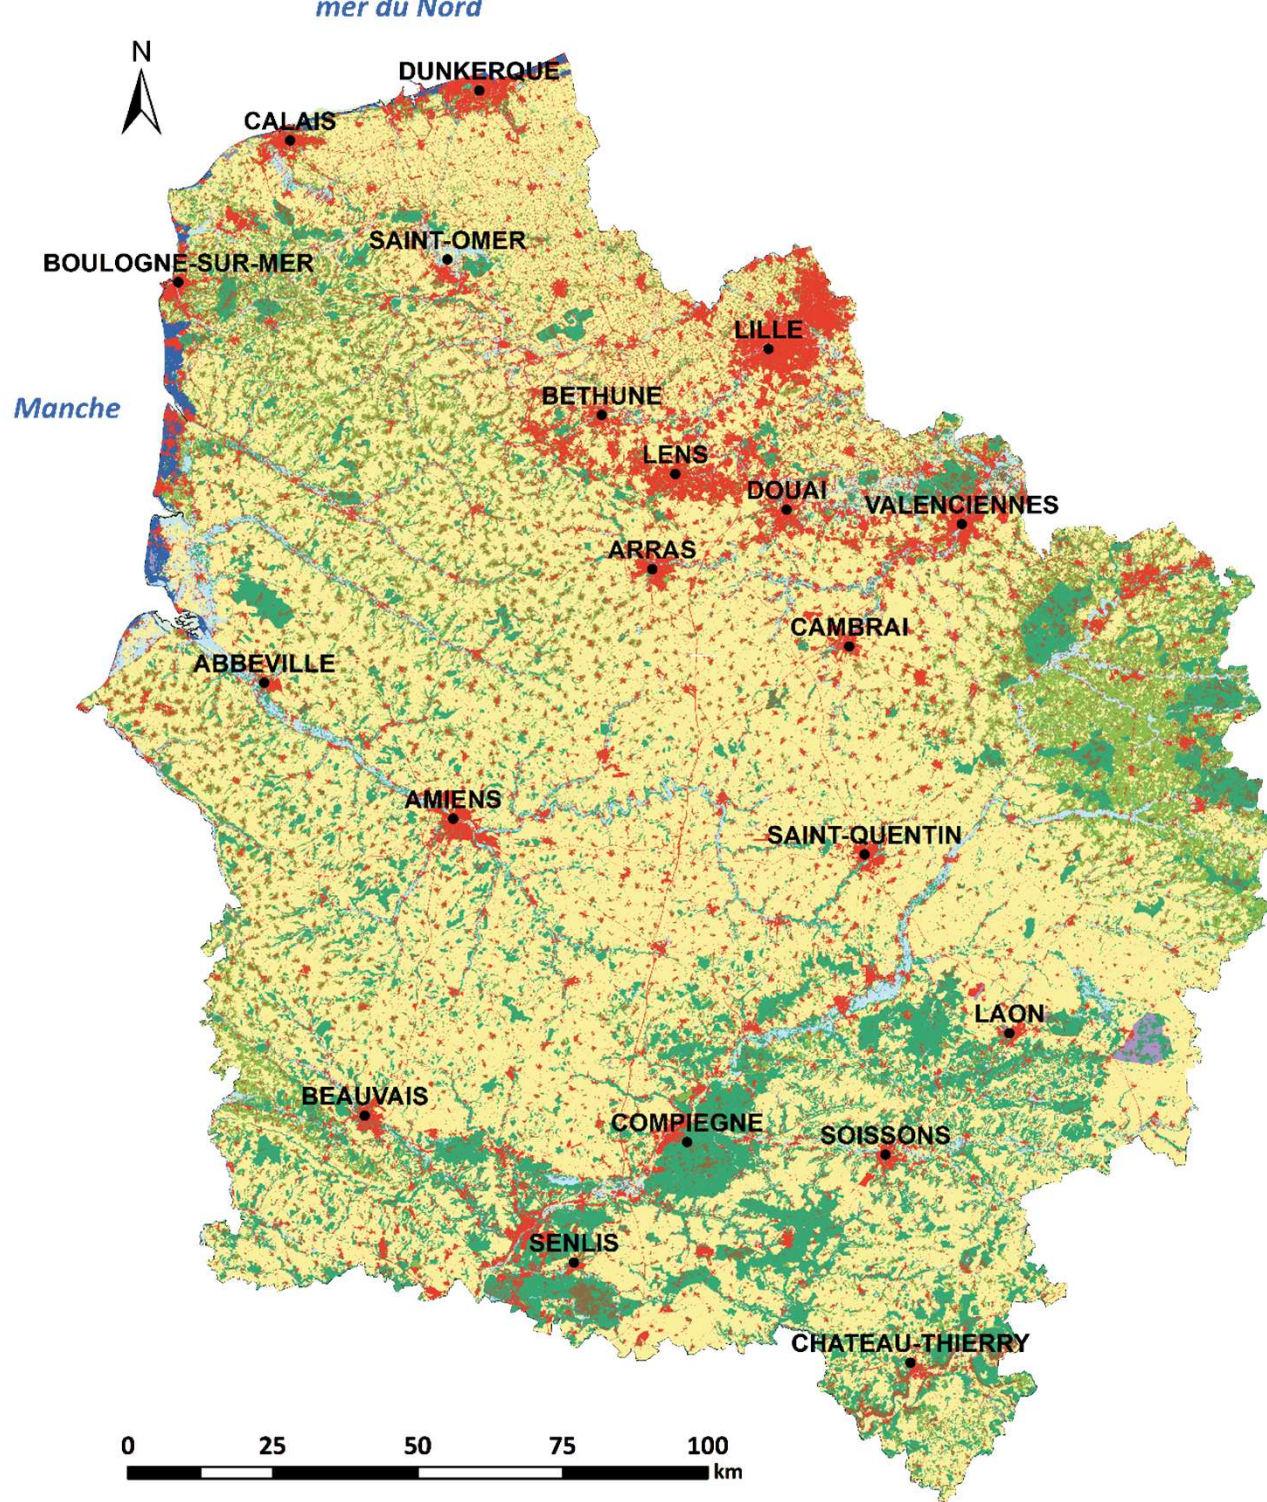 mer du Nord
N
DUNKERQUE
CALAIS
SAINT-OMER
BOULOGNE-SUR-MER
LILLE
BETHUNE
Manche
LENS
DOUAI
VALENCIENNES
ARRAS
CAMBRAI
ABBEVILLE
AMIENS
SAINT-QUENTIN
LAON
BEAUVAIS
COMPIEGNE
SOISSONS
SENLIS
CHATEAU-THIERRY
0 25 50 75 100
km